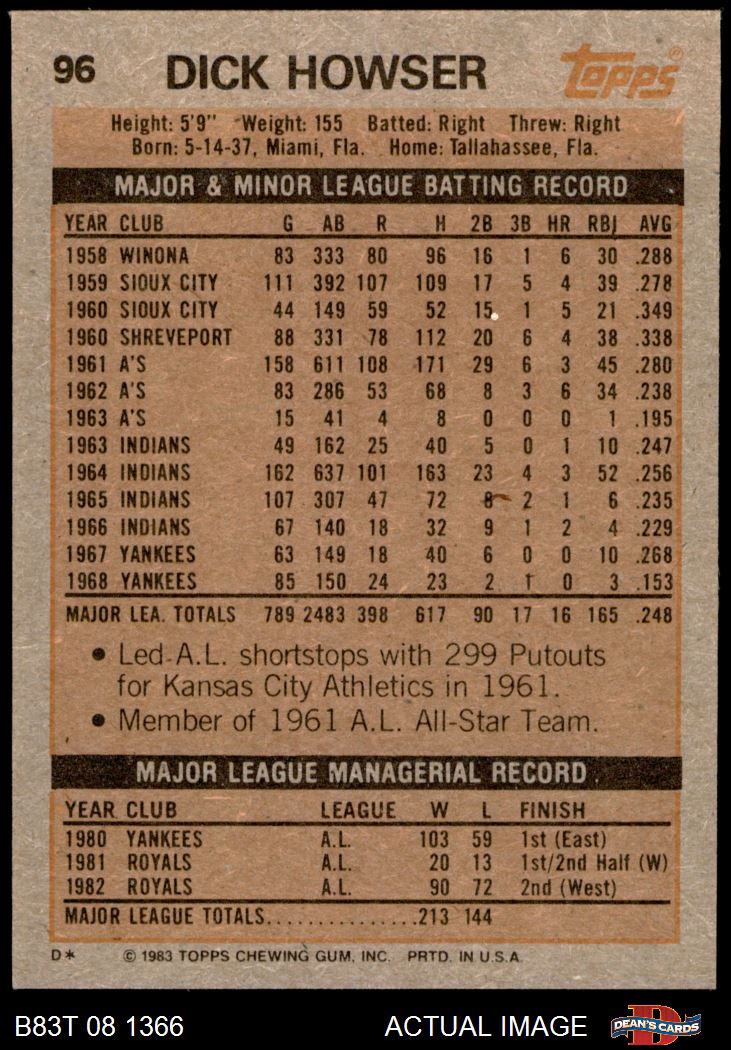 96 DICK HOWSER Topps®
Height: 5'9" Weight: 155 Batted: Right Threw: Right
Born: 5-14-37, Miami, Fla. Home: Tallahassee, Fla.
MAJOR & MINOR LEAGUE BATTING RECORD
YEAR CLUB G AB R H 2B 3B HR RBI AVG
1958 WINONA 83 333 80 96 16 1 6 30 .288
1959 SIOUX CITY 111 392 107 109 17 5 4 39 .278
1960 SIOUX CITY 44 149 59 52 15 1 5 21 .349
1960 SHREVEPORT 88 331 78 112 20 6 4 38 .338
1961 A'S 158 611 108 171 29 6 3 45 .280
1962 A'S 83 286 53 68 8 3 6 34 .238
1963 A'S 15 41 4 8 0 0 0 1 .195
1963 INDIANS 49 162 25 40 5 0 1 10 .247
1964 INDIANS 162 637 101 163 23 4 3 52 .256
1965 INDIANS 107 307 47 72 8 2 1 6 .235
1966 INDIANS 67 140 18 32 9 1 2 4 .229
1967 YANKEES 63 149 18 40 6 0 0 10 .268
1968 YANKEES 85 150 24 23 2 1 0 3 .153
MAJOR LEA. TOTALS 789 2483 398 617 90 17 16 165 .248
• Led A.L. shortstops with 299 Putouts
for Kansas City Athletics in 1961.
• Member of 1961 A.L. All-Star Team.
MAJOR LEAGUE MANAGERIAL RECORD
YEAR CLUB LEAGUE W L FINISH
1980 YANKEES A.L. 103 59 1st (East)
1981 ROYALS A.L. 20 13 1st/2nd Half (W)
1982 ROYALS A.L. 90 72 2nd (West)
MAJOR LEAGUE TOTALS..............213 144
D* © 1983 TOPPS CHEWING GUM, INC. PRTD. IN U.S.A.
B83T 08 1366 ACTUAL IMAGE D DEAN'S CARDS